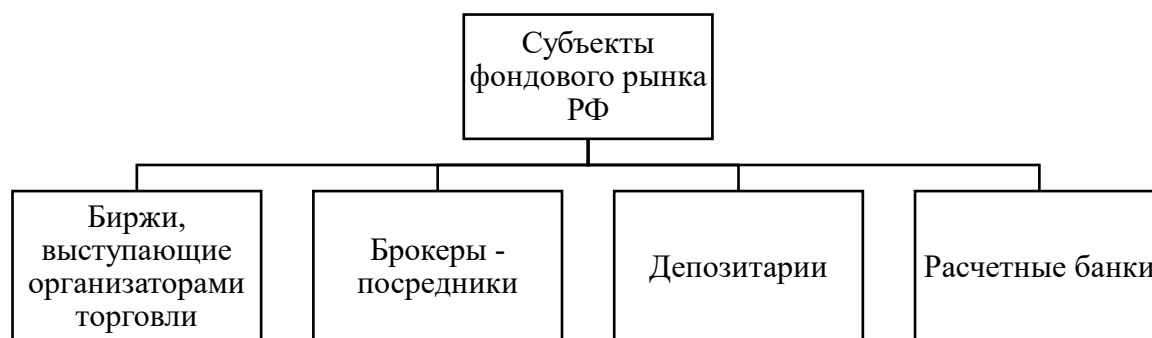 Субъекты
фондового рынка
РФ
Биржи,
выступающие
организаторами
торговли
Брокеры -
посредники
Депозитарии
Расчетные банки